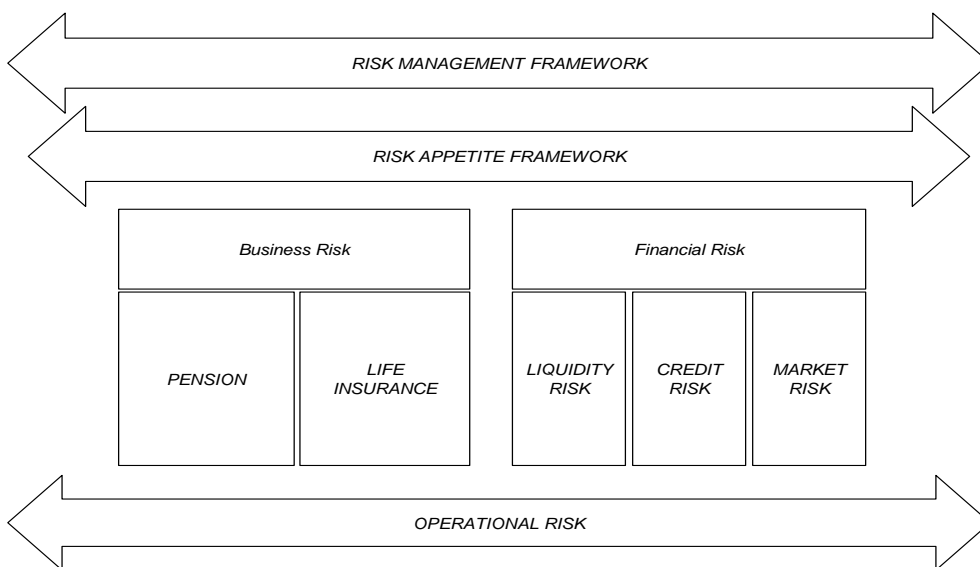 RISK MANAGEMENT FRAMEWORK
RISK APPETITE FRAMEWORK
Business Risk
Financial Risk
PENSION
LIFE
INSURANCE
LIQUIDITY
RISK
CREDIT
RISK
MARKET
RISK
OPERATIONAL RISK